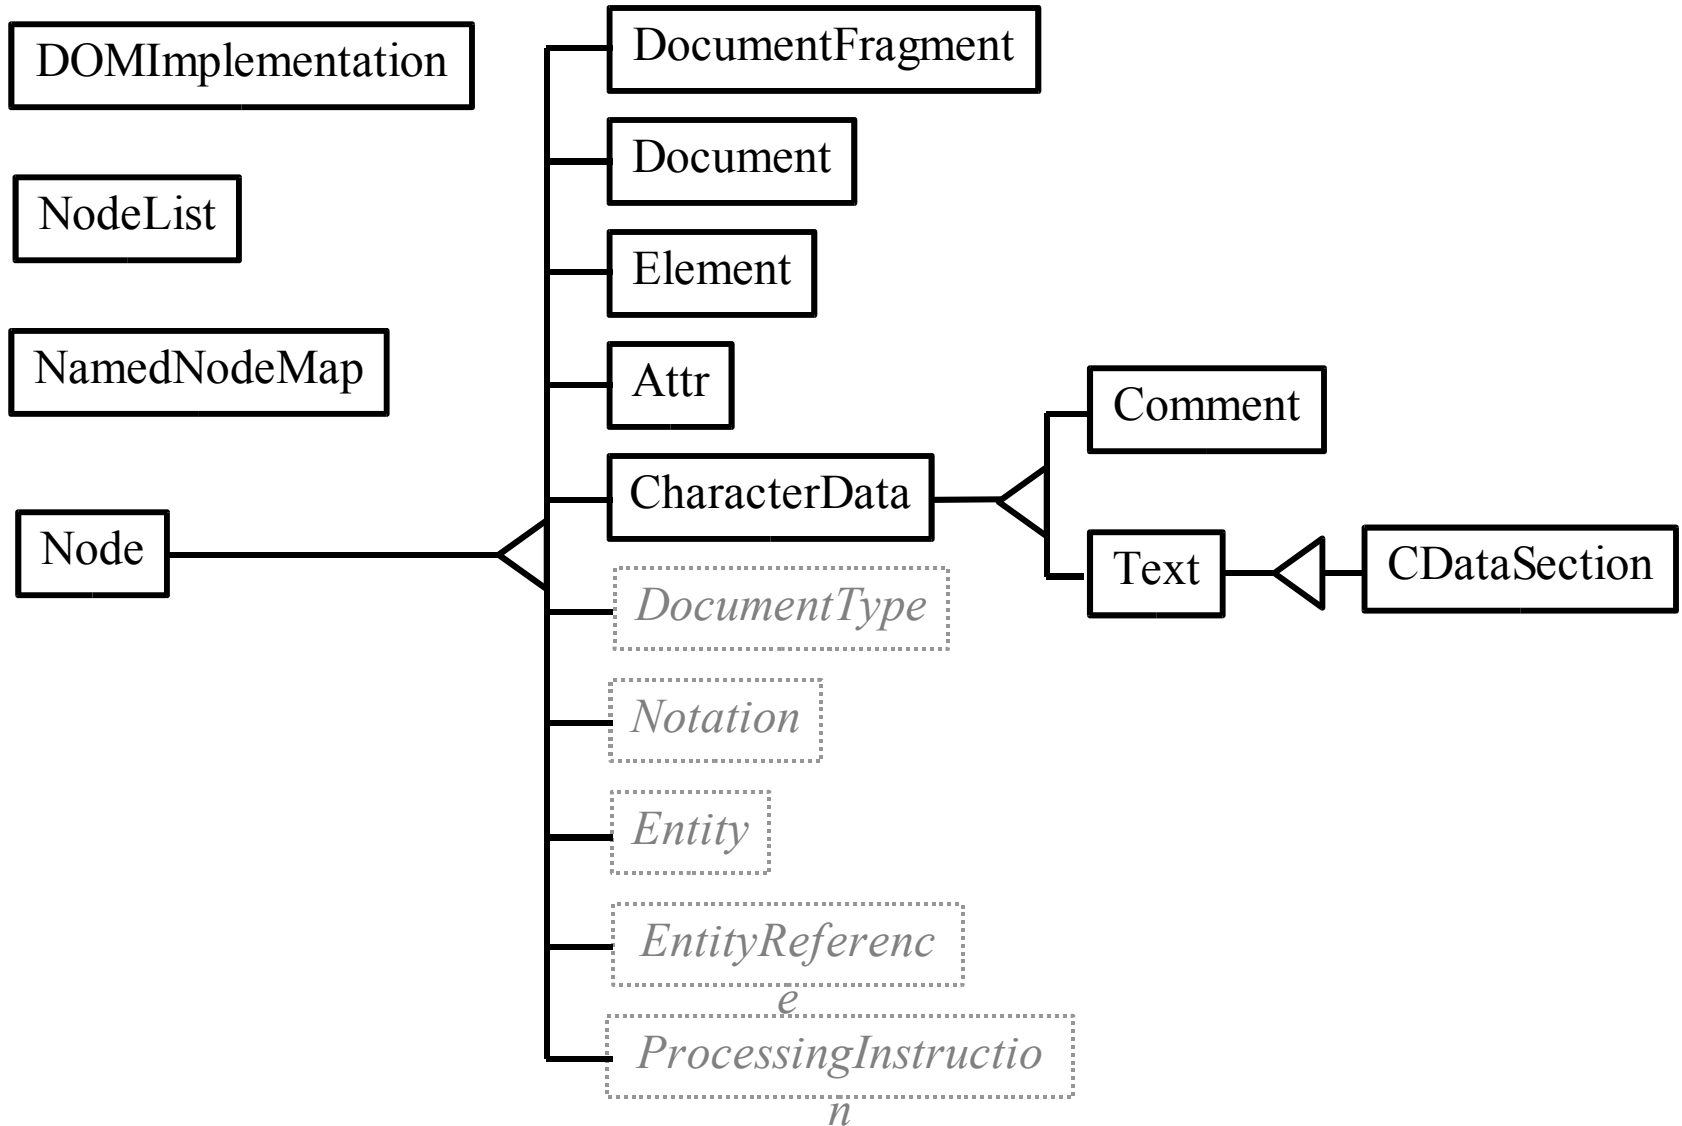 DOMImplementation
NodeList
NamedNodeMap
Node
DocumentFragment
Document
Element
Attr
CharacterData
DocumentType
Notation
Entity
EntityReferenc
e
ProcessingInstructio
n
Comment
Text
CDataSection